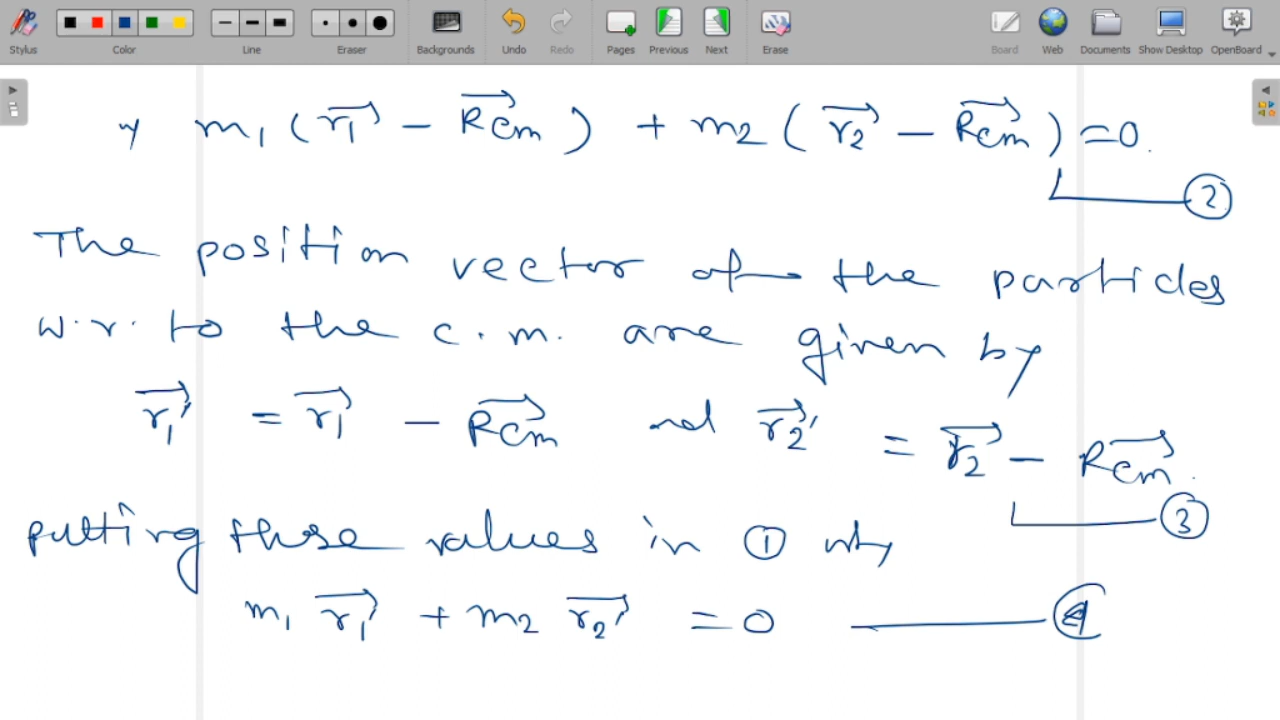 Stylus Color Line Eraser Backgrounds Undo Redo Pages Previous Next Erase Board Web Documents Show Desktop OpenBoard
m₁ (r₁⃗ − R⃗cm) + m₂ (r₂⃗ − R⃗cm) = 0.
②
The position vector of the particles
w.r. to the c.m. are given by
r₁⃗' = r₁⃗ − R⃗cm and r₂⃗' = r₂⃗ − R⃗cm.
③
putting these values in ①
m₁ r₁⃗' + m₂ r₂⃗' = 0 ④